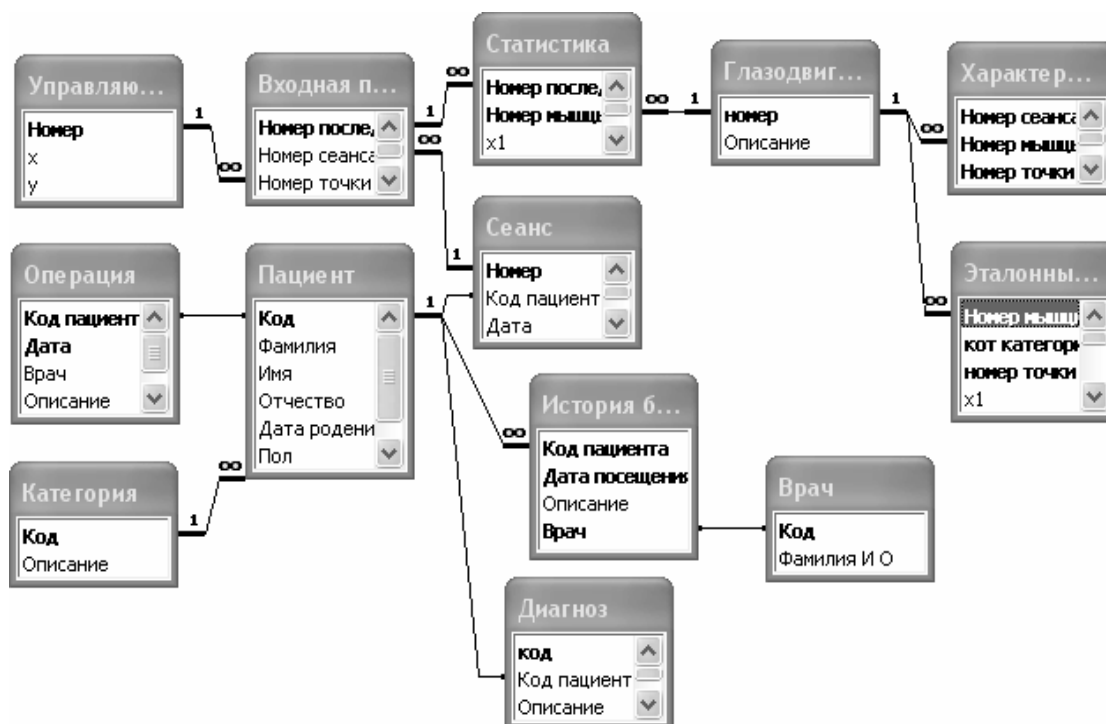 Управляю...
Номер
x
y
1
∞
Входная п...
Номер послед
Номер сеанса
Номер точки
1
∞
∞
1
Статистика
Номер послед
Номер мышцы
x1
∞
1
Глазодвиг...
номер
Описание
1
∞
∞
Характер...
Номер сеанса
Номер мышцы
Номер точки
Эталонны...
Номер мышцы
кот категори
номер точки
x1
Сеанс
Номер
Код пациент
Дата
Операция
Код пациент
Дата
Врач
Описание
Пациент
Код
Фамилия
Имя
Отчество
Дата родени
Пол
1
∞
Категория
Код
Описание
1
∞
История б...
Код пациента
Дата посещения
Описание
Врач
Врач
Код
Фамилия И О
Диагноз
код
Код пациент
Описание